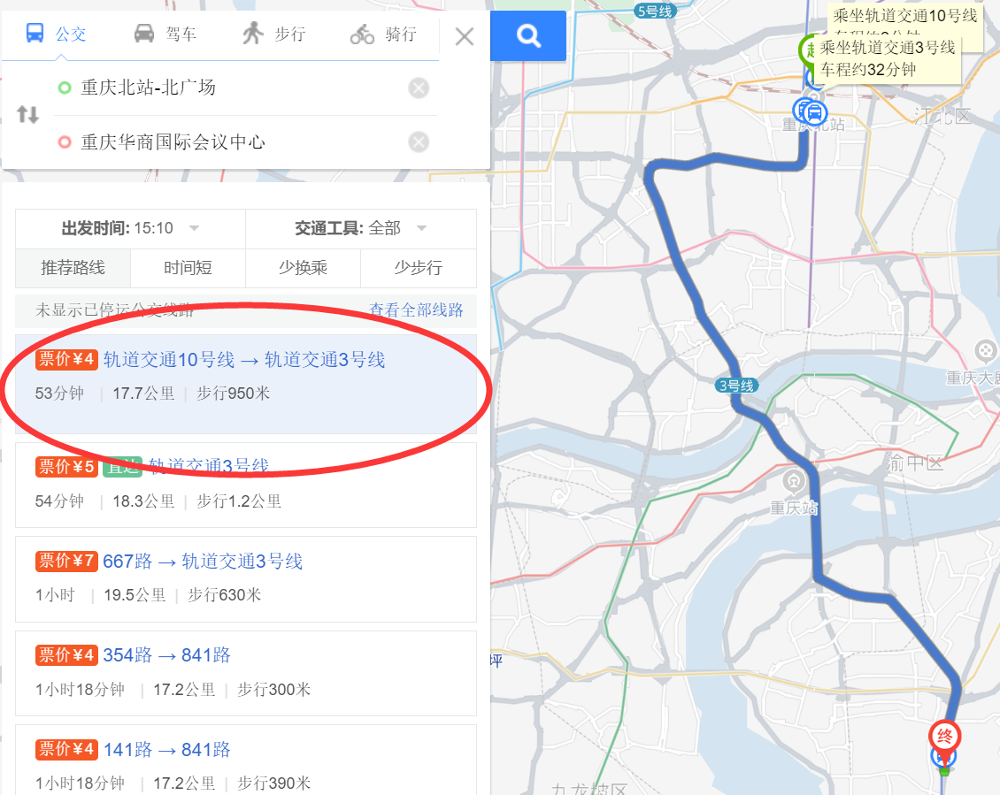 公交 驾车 步行 骑行
重庆北站-北广场
重庆华商国际会议中心
出发时间: 15:10
交通工具: 全部
推荐路线 时间短 少换乘 少步行
未显示已停运公交线路 查看全部线路
票价¥4 轨道交通10号线 → 轨道交通3号线
53分钟 | 17.7公里 | 步行950米
票价¥5 直达 轨道交通3号线
54分钟 | 18.3公里 | 步行1.2公里
票价¥7 667路 → 轨道交通3号线
1小时 | 19.5公里 | 步行630米
票价¥4 354路 → 841路
1小时18分钟 | 17.2公里 | 步行300米
票价¥4 141路 → 841路
1小时18分钟 | 17.2公里 | 步行390米
5号线
乘坐轨道交通10号线
乘坐轨道交通3号线
车程约32分钟
江北区
重庆北站
3号线
重庆大剧
渝中区
重庆站
坪
终
九龙坡区